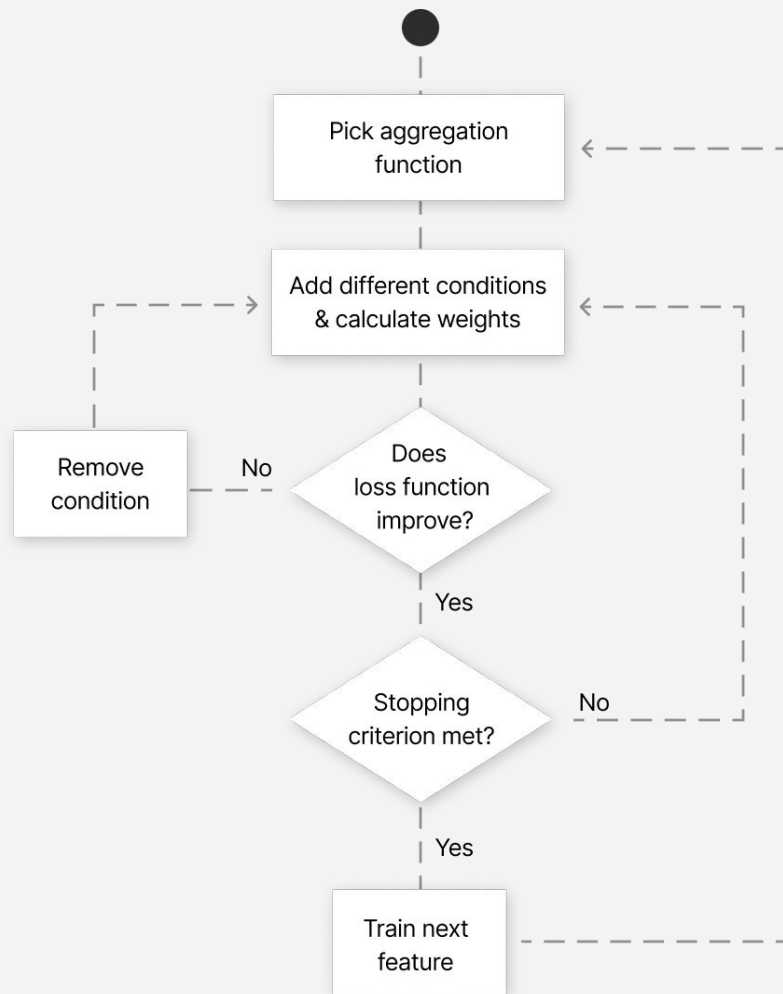 Pick aggregation
function
Add different conditions
& calculate weights
Does
loss function
improve?
No
Remove
condition
Yes
Stopping
criterion met?
No
Yes
Train next
feature